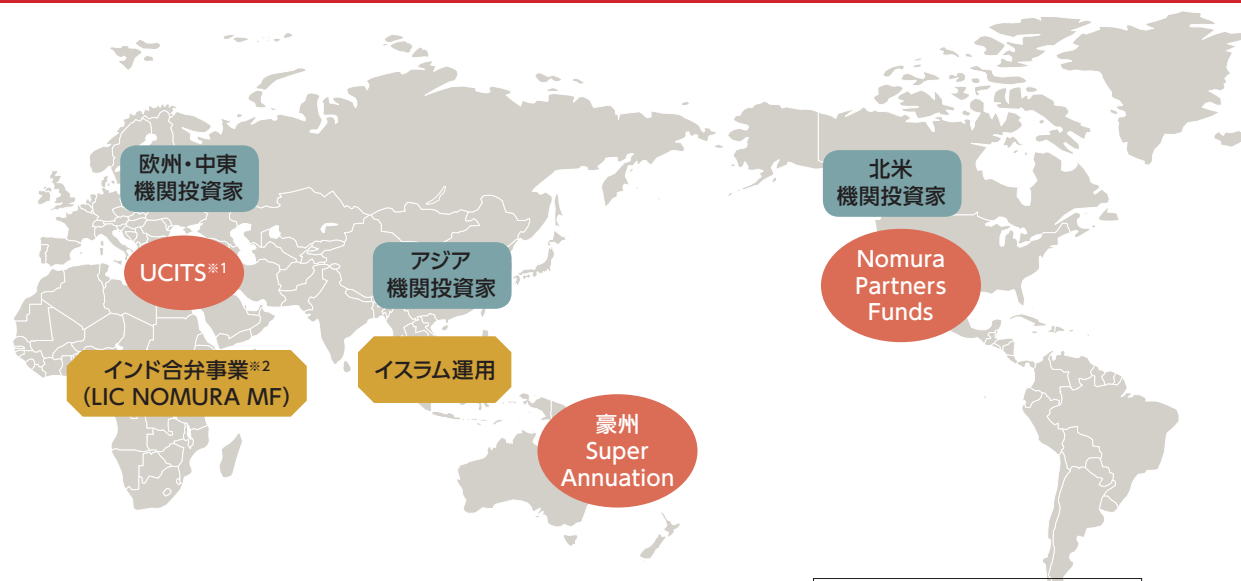 欧州・中東
機関投資家
北米
機関投資家
UCITS※1
アジア
機関投資家
Nomura
Partners
Funds
インド合弁事業※2
(LIC NOMURA MF)
イスラム運用
豪州
Super
Annuation